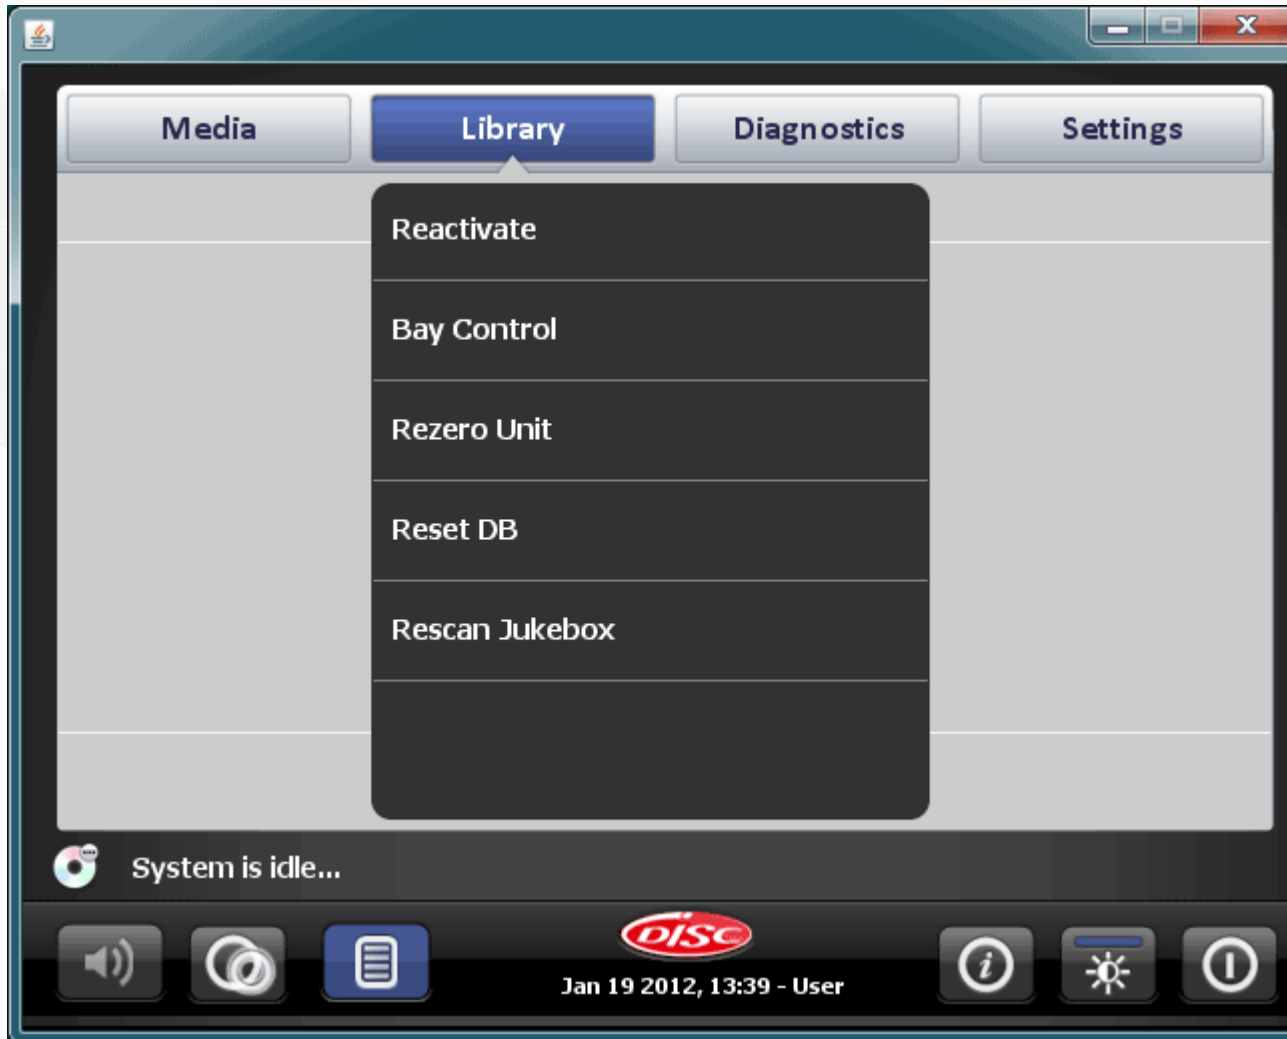 Media Library Diagnostics Settings
Reactivate
Bay Control
Rezero Unit
Reset DB
Rescan Jukebox
System is idle...
DISC
Jan 19 2012, 13:39 - User